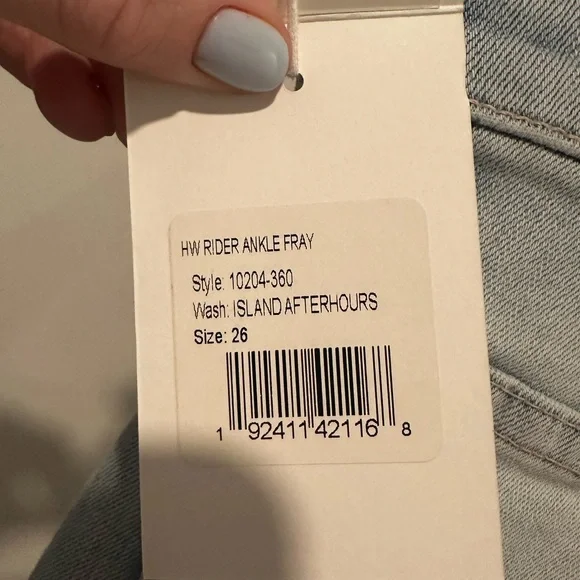 HW RIDER ANKLE FRAY
Style: 10204-360
Wash: ISLAND AFTERHOURS
Size: 26
1 92411 42116 8